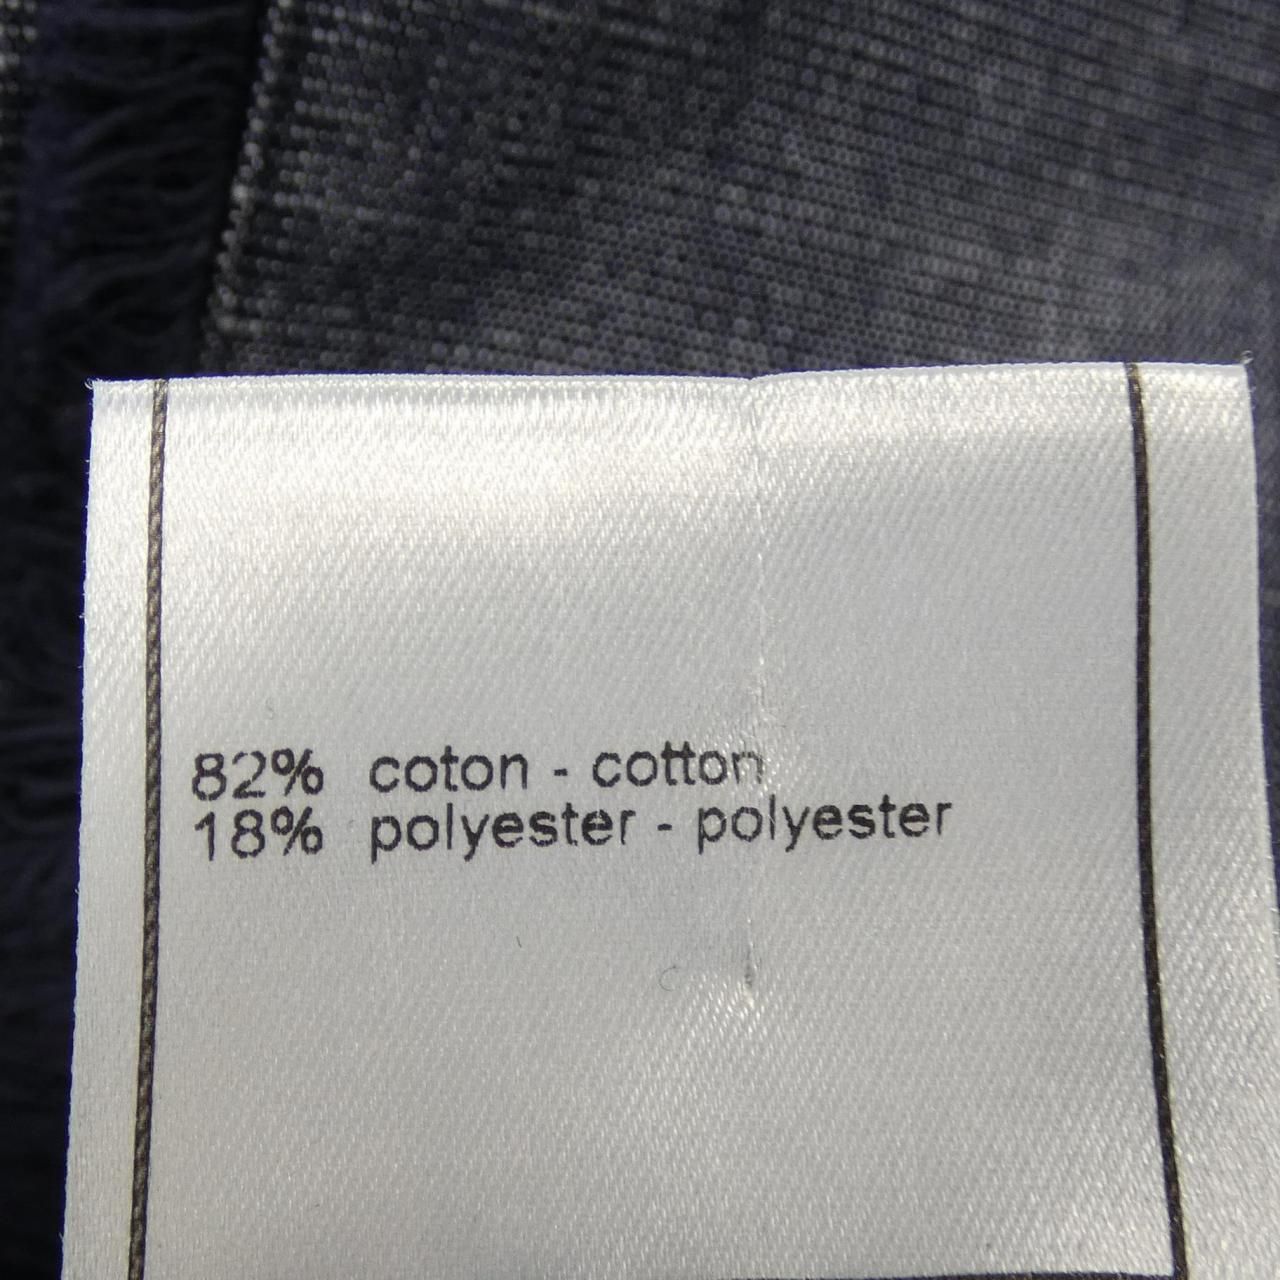 82% coton - cotton
18% polyester - polyester